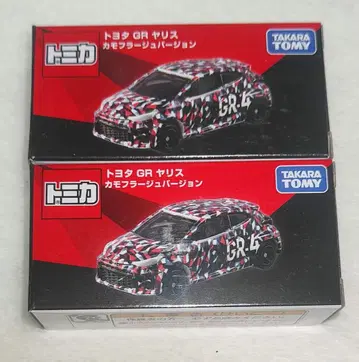 トミカ
トヨタ GR ヤリス
カモフラージュバージョン
TAKARA
TOMY
GR-4
トミカ
トヨタ GR ヤリス
カモフラージュバージョン
TAKARA
TOMY
GR-4